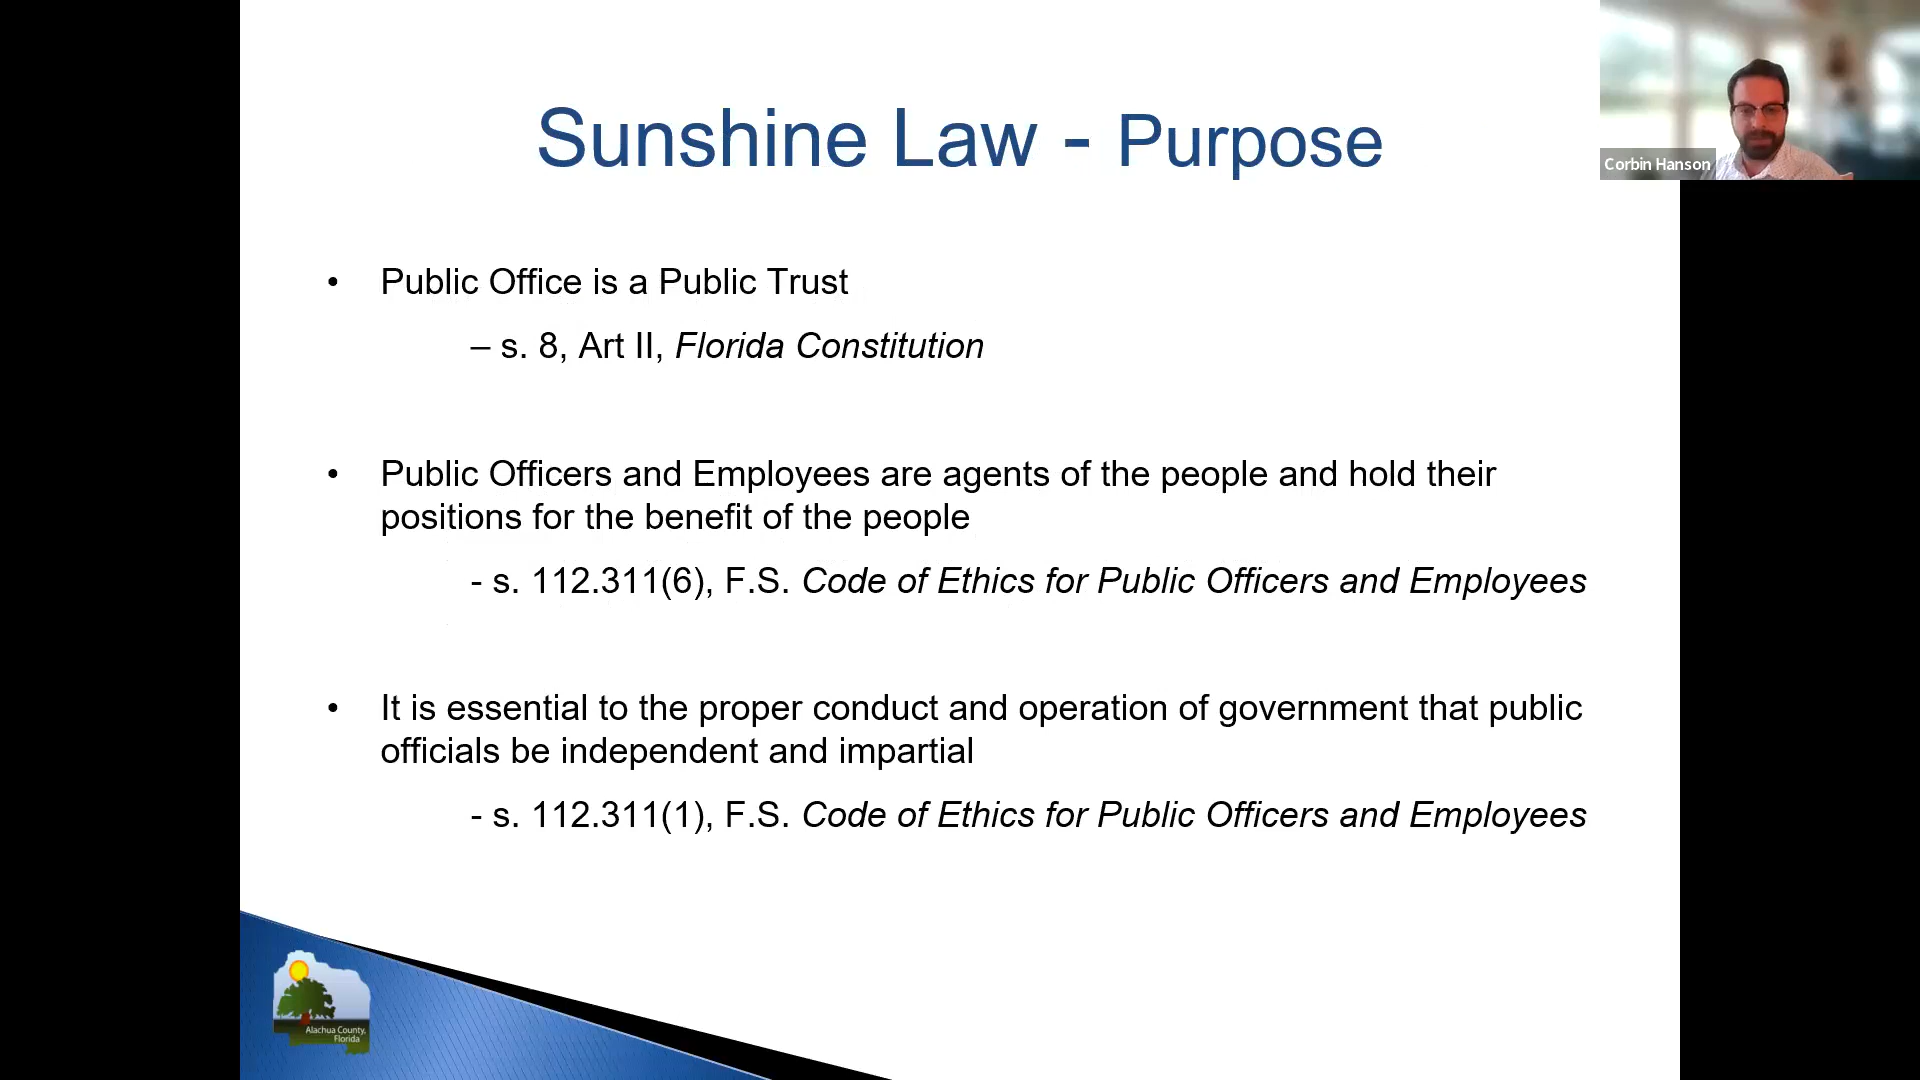 Sunshine Law - Purpose
Corbin Hanson
• Public Office is a Public Trust
– s. 8, Art II, Florida Constitution
• Public Officers and Employees are agents of the people and hold their
positions for the benefit of the people
- s. 112.311(6), F.S. Code of Ethics for Public Officers and Employees
• It is essential to the proper conduct and operation of government that public
officials be independent and impartial
- s. 112.311(1), F.S. Code of Ethics for Public Officers and Employees
Alachua County,
Florida